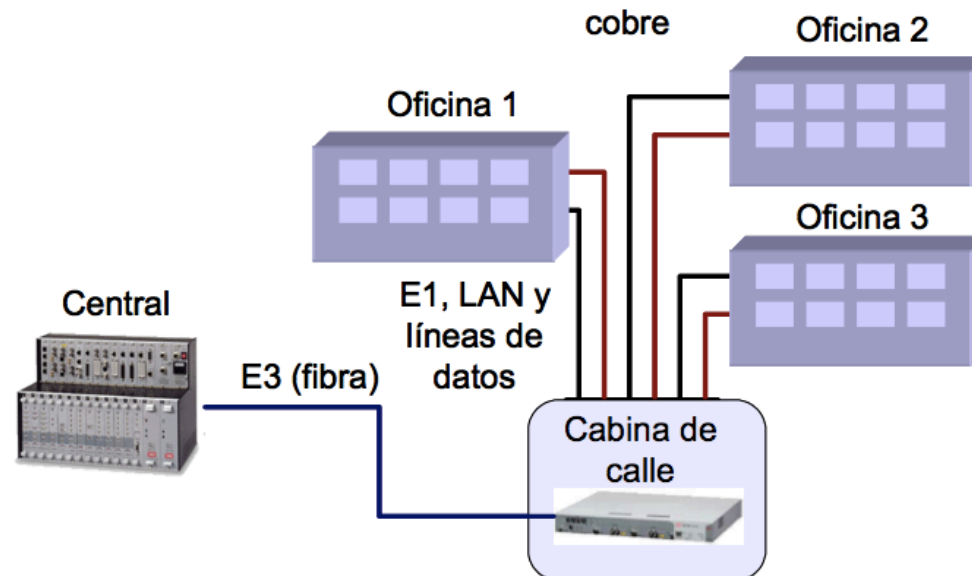 cobre
Oficina 2
Oficina 1
Oficina 3
E1, LAN y
líneas de
datos
Central
E3 (fibra)
Cabina de
calle